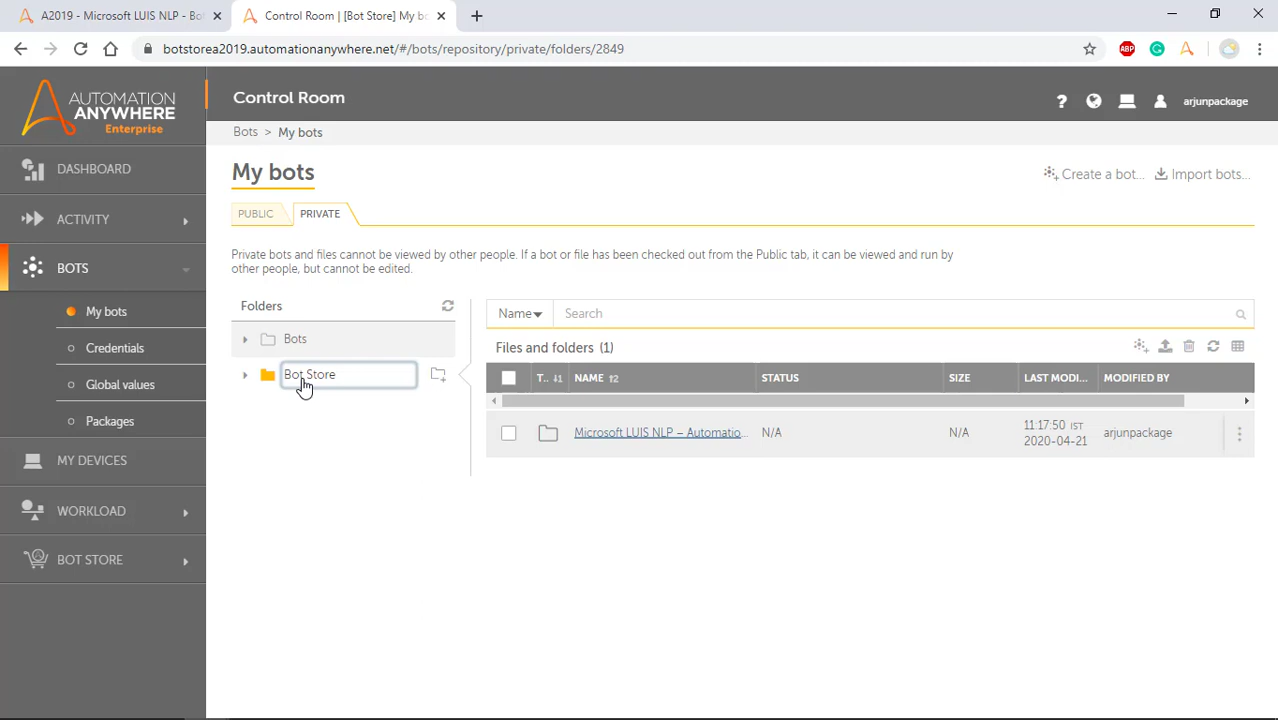 A2019 - Microsoft LUIS NLP - Bo
Control Room | [Bot Store] My b
botstorea2019.automationanywhere.net/#/bots/repository/private/folders/2849
ABP
AUTOMATION
ANYWHERE
Enterprise
Control Room
? arjunpackage
Bots > My bots
DASHBOARD
ACTIVITY
BOTS
My bots
Credentials
Global values
Packages
MY DEVICES
WORKLOAD
BOT STORE
My bots
Create a bot... Import bots...
PUBLIC PRIVATE
Private bots and files cannot be viewed by other people. If a bot or file has been checked out from the Public tab, it can be viewed and run by
other people, but cannot be edited.
Folders
Bots
Bot Store
Name Search
Files and folders (1)
T.. NAME STATUS SIZE LAST MODI... MODIFIED BY
Microsoft LUIS NLP – Automatio... N/A N/A 11:17:50 IST
2020-04-21 arjunpackage